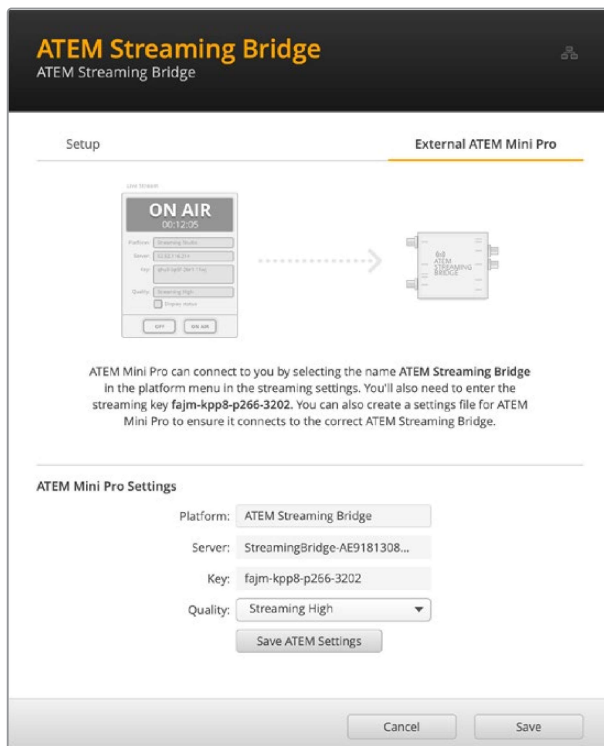 ATEM Streaming Bridge
ATEM Streaming Bridge
Setup
External ATEM Mini Pro
Live Stream
ON AIR
00:12:05
Platform:
Server:
Key:
Quality: Streaming High
OFF
ON AIR
ATEM
STREAMING
BRIDGE
ATEM Mini Pro can connect to you by selecting the name ATEM Streaming Bridge
in the platform menu in the streaming settings. You'll also need to enter the
streaming key fajm-kpp8-p266-3202. You can also create a settings file for ATEM
Mini Pro to ensure it connects to the correct ATEM Streaming Bridge.
ATEM Mini Pro Settings
Platform: ATEM Streaming Bridge
Server: StreamingBridge-AE9181308...
Key: fajm-kpp8-p266-3202
Quality: Streaming High
Save ATEM Settings
Cancel
Save